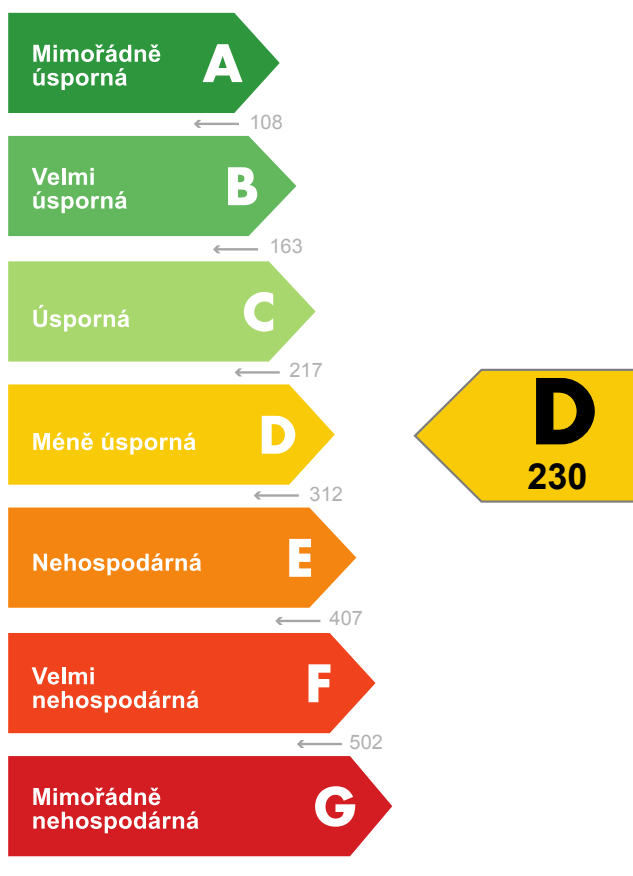 Mimořádně
úsporná
A
← 108
Velmi
úsporná
B
← 163
Úsporná
C
← 217
Méně úsporná
D
← 312
D
230
Nehospodárná
E
← 407
Velmi
nehospodárná
F
← 502
Mimořádně
nehospodárná
G